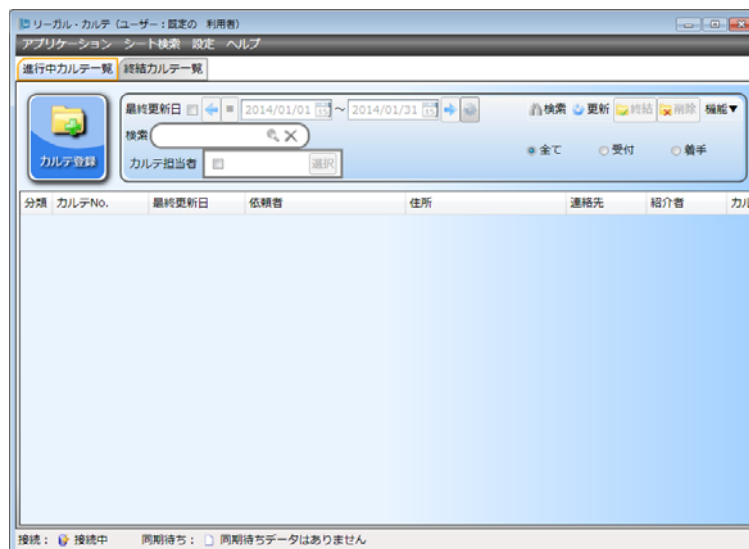 リーガル・カルテ (ユーザー:既定の 利用者)
アプリケーション シート検索 設定 ヘルプ
進行中カルテ一覧 終結カルテ一覧
最終更新日 2014/01/01 15 ～ 2014/01/31 15 検索 更新 終結 削除 機能▼
検索
カルテ登録 カルテ担当者 選択 全て 受付 着手
分類 カルテNo. 最終更新日 依頼者 住所 連絡先 紹介者 カル
接続: 接続中 同期待ち: 同期待ちデータはありません